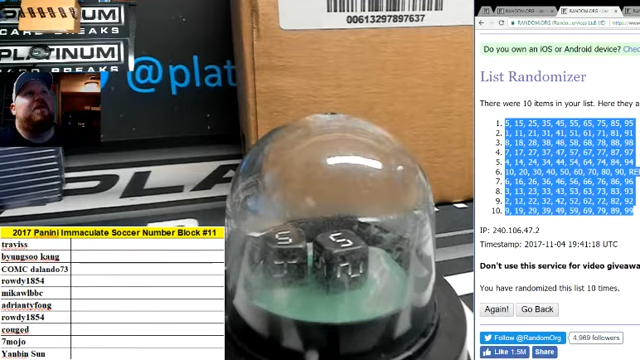 PLATINUM
CARD BREAKS
PLATINUM
CARD BREAKS
@plat
PLA
00613297897637
2017 Panini Immaculate Soccer Number Block #11
traviss
byungsoo kang
COMC dalando73
rowdy1854
mikawlbbc
adriantyfong
rowdy1854
couged
7mojo
Yanbin Sun
Do you own an iOS or Android device? Chec
List Randomizer
There were 10 items in your list. Here they a
1. 5, 15, 25, 35, 45, 55, 65, 75, 85, 95
2. 1, 11, 21, 31, 41, 51, 61, 71, 81, 91
3. 8, 18, 28, 38, 48, 58, 68, 78, 88, 98
4. 7, 17, 27, 37, 47, 57, 67, 77, 87, 97
5. 4, 14, 24, 34, 44, 54, 64, 74, 84, 94
6. 10, 20, 30, 40, 50, 60, 70, 80, 90, RE
7. 6, 16, 26, 36, 46, 56, 66, 76, 86, 96
8. 3, 13, 23, 33, 43, 53, 63, 73, 83, 93
9. 2, 12, 22, 32, 42, 52, 62, 72, 82, 92
10. 9, 19, 29, 39, 49, 59, 69, 79, 89, 99
IP: 240.106.47.2
Timestamp: 2017-11-04 19:41:18 UTC
Don't use this service for video giveawa
You have randomized this list 10 times.
Again!
Go Back
Follow @RandomOrg
4,969 followers
Like 1.5M
Share